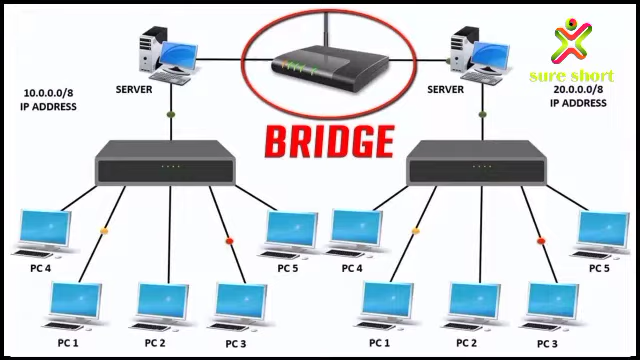 sure short
10.0.0.0/8
IP ADDRESS
SERVER
SERVER
20.0.0.0/8
IP ADDRESS
BRIDGE
PC 4
PC 5
PC 4
PC 5
PC 1
PC 2
PC 3
PC 1
PC 2
PC 3